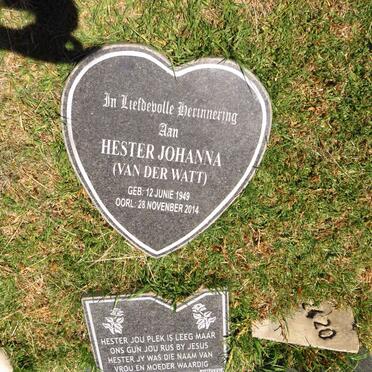 In Liefdevolle Herinnering
Aan
HESTER JOHANNA
(VAN DER WATT)
GEB: 12 JUNIE 1949
OORL: 28 NOVENBER 2014
HESTER JOU PLEK IS LEEG MAAR
ONS GUN JOU RUS BY JESUS
HESTER JY WAS DIE NAAM VAN
VROU EN MOEDER WAARDIG
20